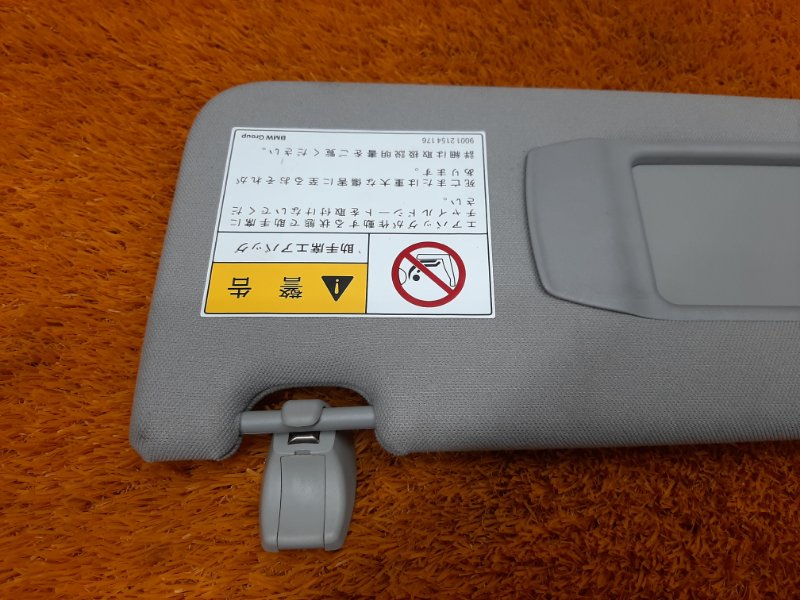 警告
助手席エアバッグ
エアバッグが作動する状態で助手席に
チャイルドシートを取付けないでくだ
さい。
死亡または重大な傷害に至るおそれが
あります。
詳細は取扱説明書をご覧ください。
90012154176 BMW Group